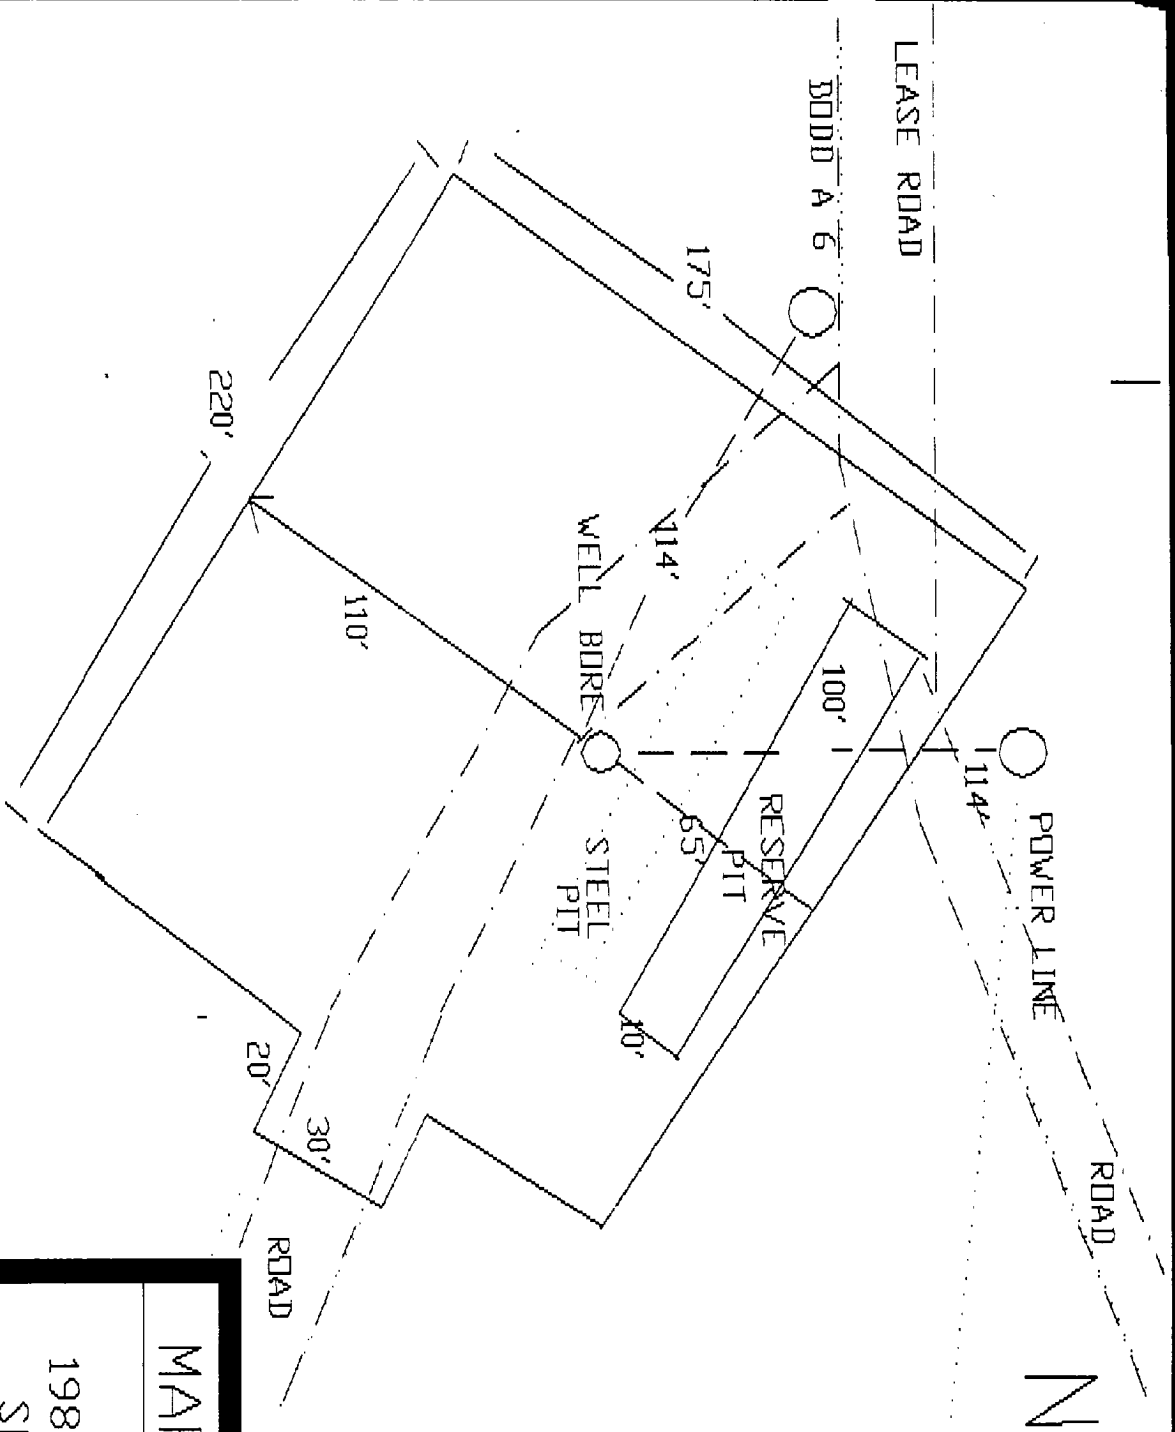 LEASE ROAD
BODD A 6
175'
220'
114'
WELL BORE
110'
100'
114'
POWER LINE
RESERVE
PIT
65'
STEEL
PIT
10'
20'
30'
ROAD
ROAD
N
198